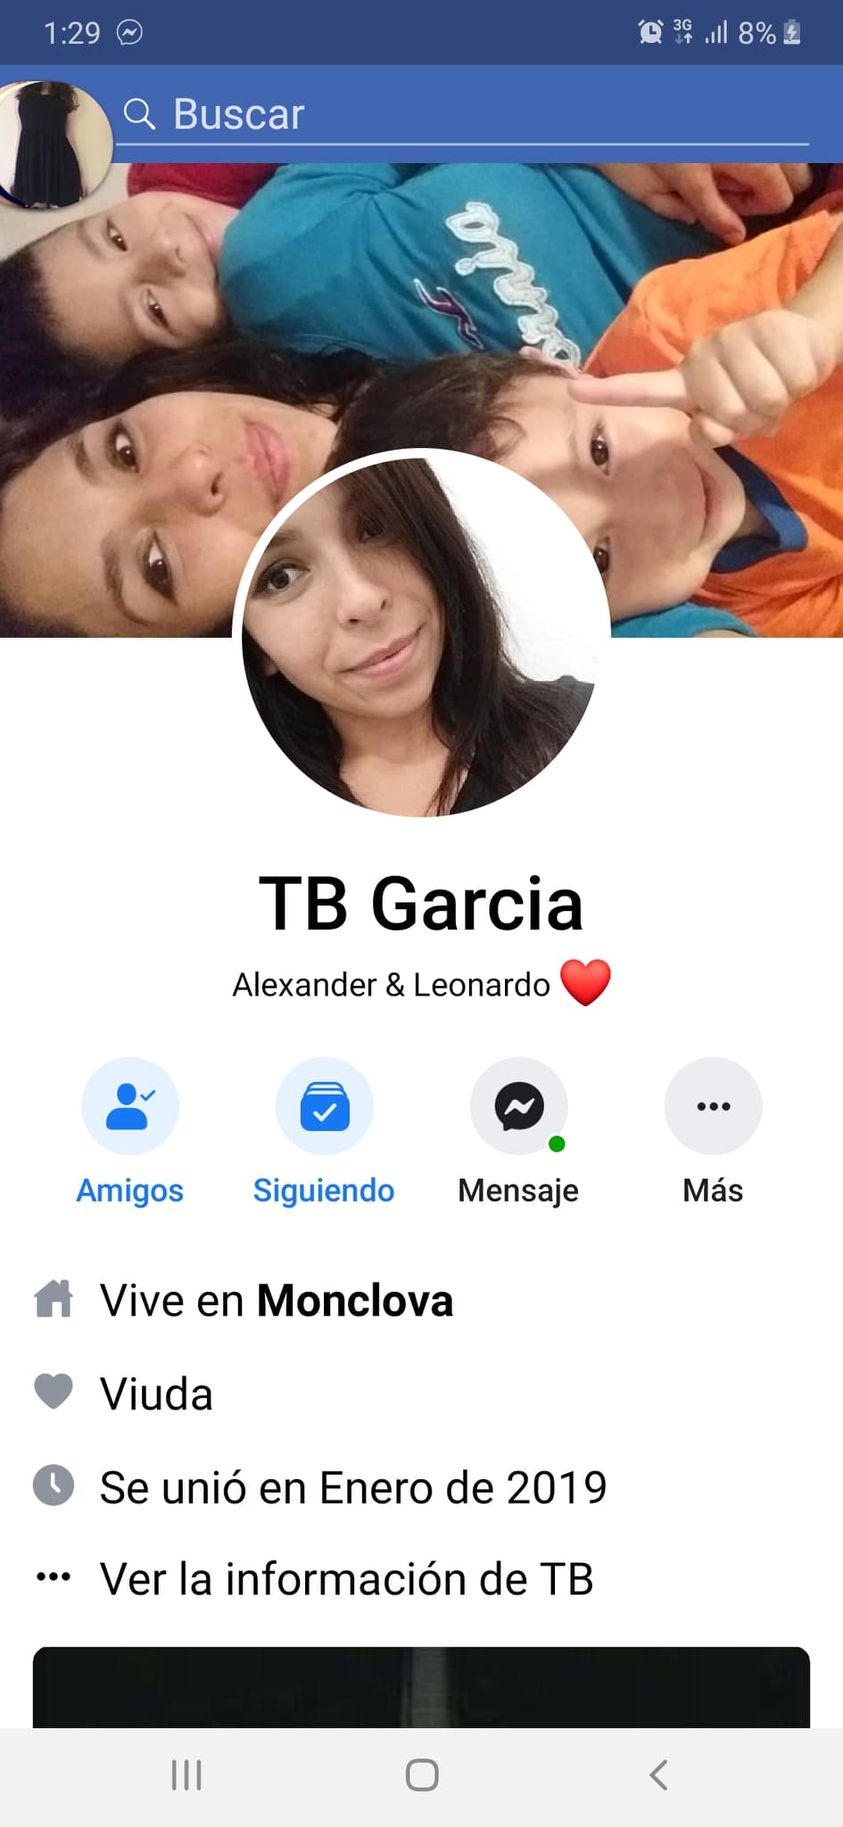 1:29
3G
8%
Buscar
TB Garcia
Alexander & Leonardo ❤️
Amigos
Siguiendo
Mensaje
Más
Vive en Monclova
Viuda
Se unió en Enero de 2019
Ver la información de TB